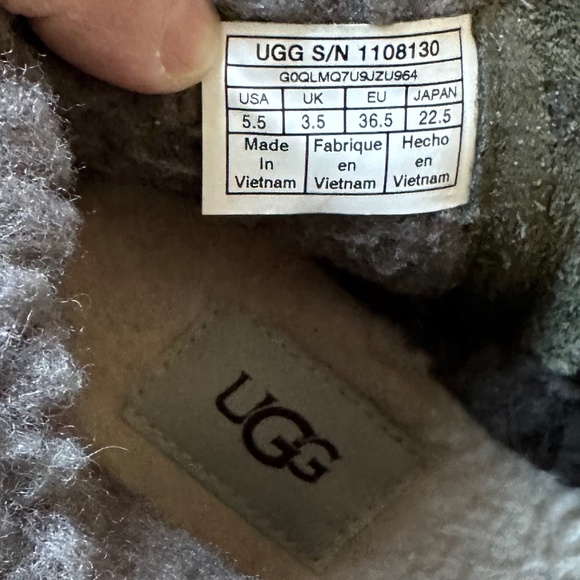 UGG S/N 1108130
G0QLMQ7U9JZU964
USA UK EU JAPAN
5.5 3.5 36.5 22.5
Made Fabrique Hecho
In en en
Vietnam Vietnam Vietnam
UGG